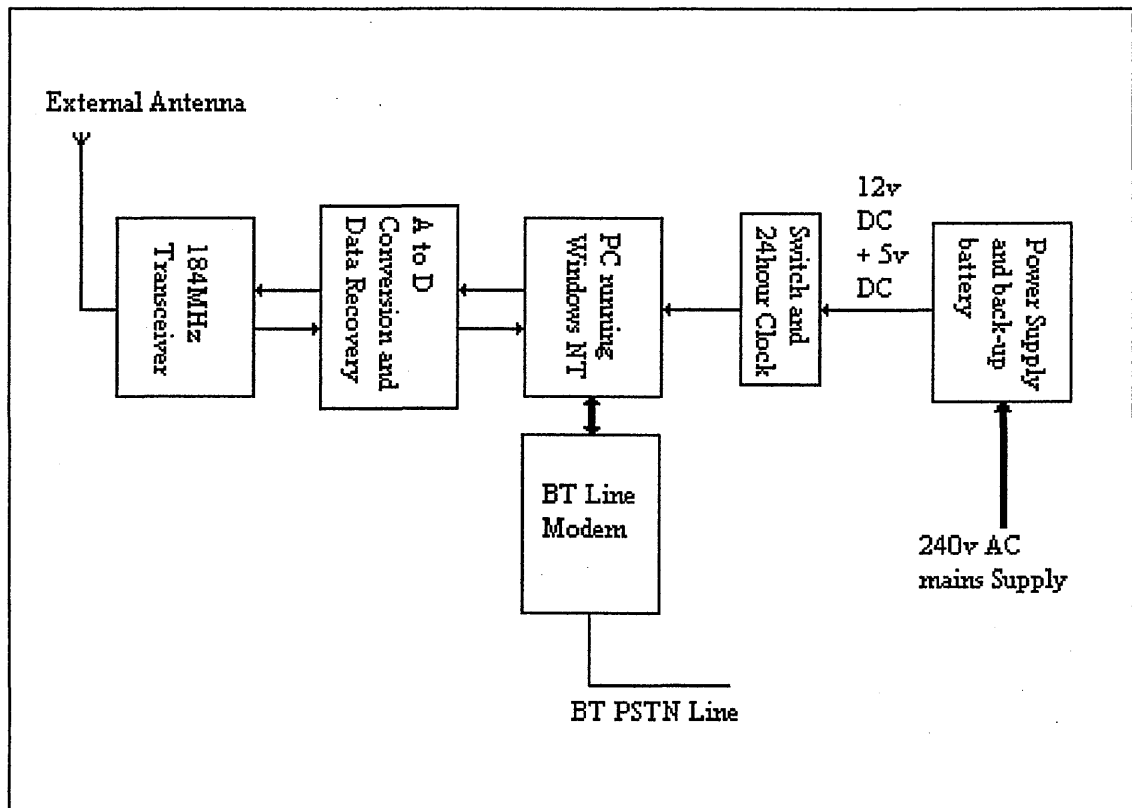 External Antenna
184MHz
Transceiver
A to D
Conversion and
Data Recovery
PC running
Windows NT
Switch and
24hour Clock
12v
DC
+ 5v
DC
Power Supply
and back-up
battery
BT Line
Modem
240v AC
mains Supply
BT PSTN Line